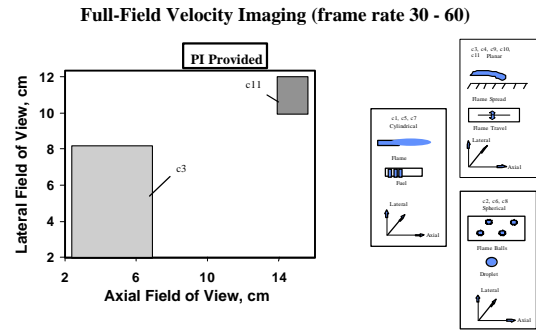 Full-Field Velocity Imaging (frame rate 30 - 60)
PI Provided
Lateral Field of View, cm
12
10
8
6
4
2
c11
c3
2
6
10
14
Axial Field of View, cm
c1, c5, c7
Cylindrical
Flame
Fuel
Lateral
Axial
c3, c4, c9, c10,
c11 Planar
Flame Spread
Flame Travel
Lateral
Axial
c2, c6, c8
Spherical
Flame Balls
Droplet
Lateral
Axial